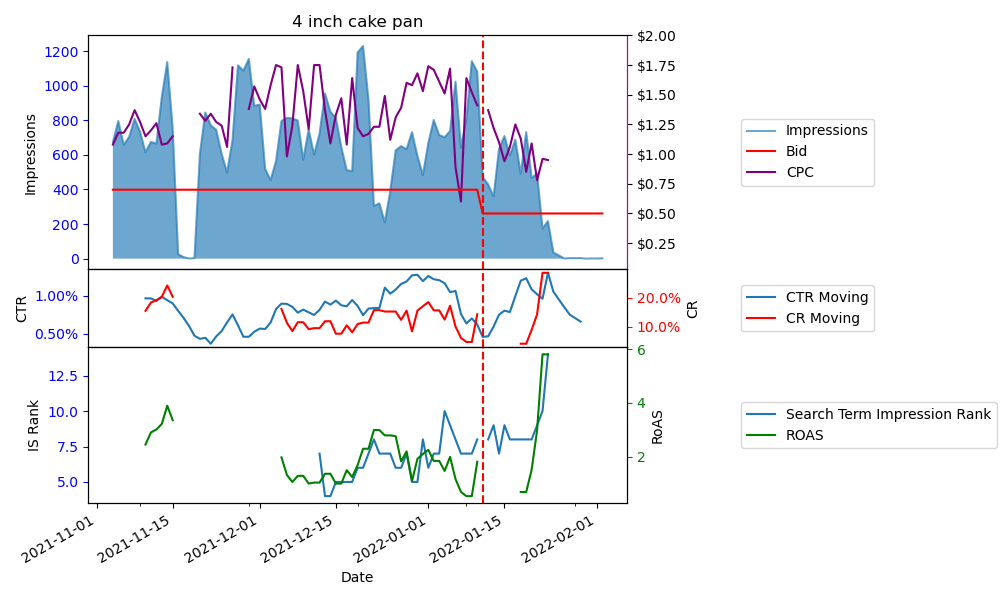 4 inch cake pan
Impressions
1200
1000
800
600
400
200
0
$2.00
$1.75
$1.50
$1.25
$1.00
$0.75
$0.50
$0.25
Impressions
Bid
CPC
CTR
1.00%
0.50%
20.0%
10.0%
CR
CTR Moving
CR Moving
IS Rank
12.5
10.0
7.5
5.0
6
4
2
RoAS
Search Term Impression Rank
ROAS
2021-11-01
2021-11-15
2021-12-01
2021-12-15
2022-01-01
2022-01-15
2022-02-01
Date